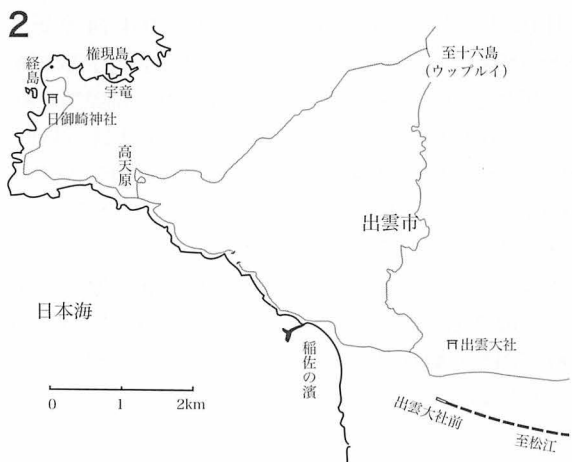 2
権現島
経島
宇竜
日御崎神社
至十六島
(ウップルイ)
高天原
出雲市
日本海
出雲大社
稲佐の濱
0 1 2km
出雲大社前
至松江